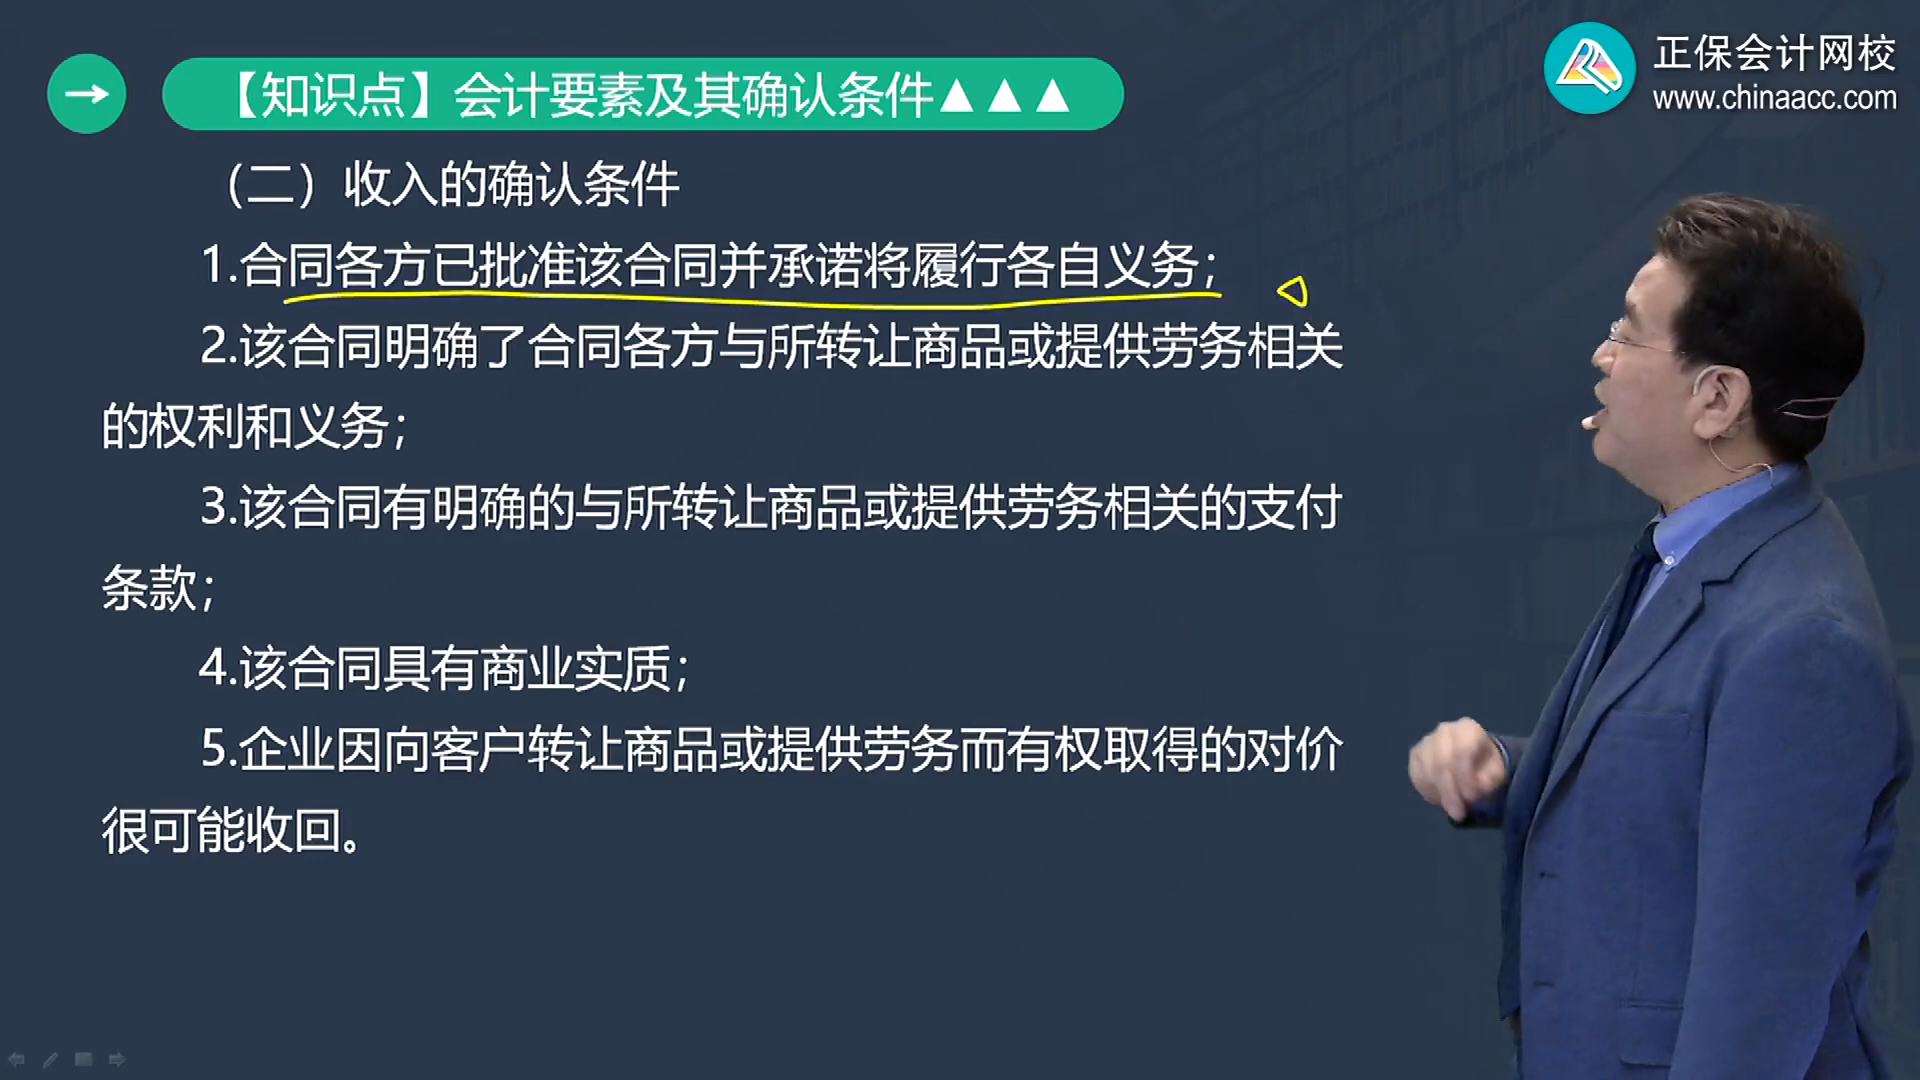 正保会计网校
www.chinaacc.com
【知识点】会计要素及其确认条件▲▲▲
（二）收入的确认条件
1.合同各方已批准该合同并承诺将履行各自义务；
2.该合同明确了合同各方与所转让商品或提供劳务相关
的权利和义务；
3.该合同有明确的与所转让商品或提供劳务相关的支付
条款；
4.该合同具有商业实质；
5.企业因向客户转让商品或提供劳务而有权取得的对价
很可能收回。